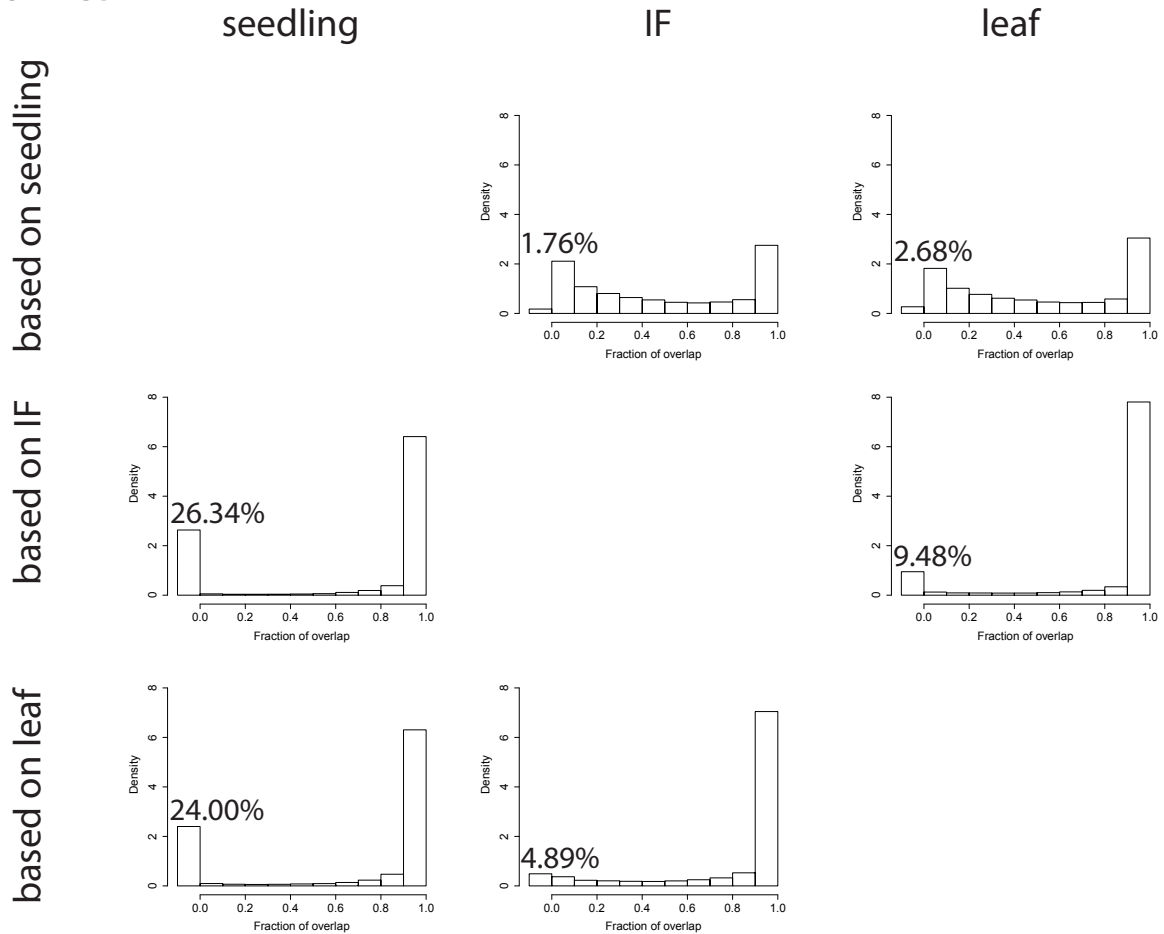 seedling IF leaf
based on seedling
1.76%
Density
0 2 4 6 8
0.0 0.2 0.4 0.6 0.8 1.0
Fraction of overlap
2.68%
Density
0 2 4 6 8
0.0 0.2 0.4 0.6 0.8 1.0
Fraction of overlap
based on IF
26.34%
Density
0 2 4 6 8
0.0 0.2 0.4 0.6 0.8 1.0
Fraction of overlap
9.48%
Density
0 2 4 6 8
0.0 0.2 0.4 0.6 0.8 1.0
Fraction of overlap
based on leaf
24.00%
Density
0 2 4 6 8
0.0 0.2 0.4 0.6 0.8 1.0
Fraction of overlap
4.89%
Density
0 2 4 6 8
0.0 0.2 0.4 0.6 0.8 1.0
Fraction of overlap